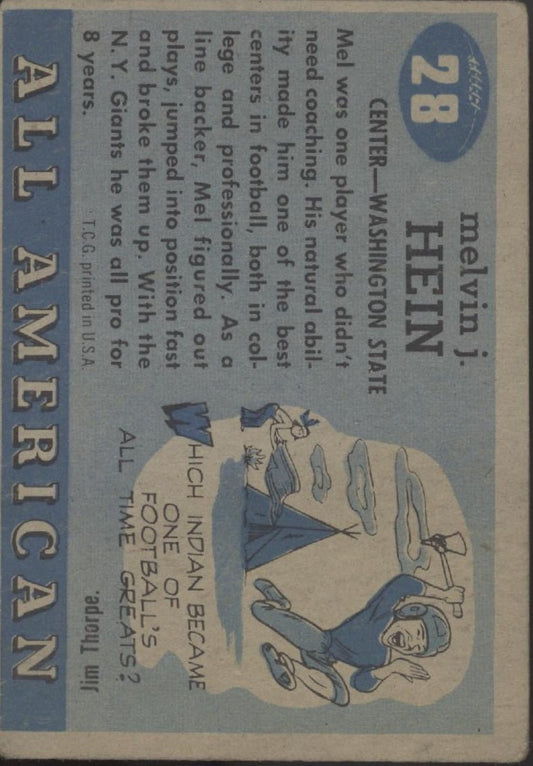 28
melvin j.
HEIN
CENTER—WASHINGTON STATE
Mel was one player who didn't
need coaching. His natural abil-
ity made him one of the best
centers in football, both in col-
lege and professionally. As a
line backer, Mel figured out
plays, jumped into position fast
and broke them up. With the
N.Y. Giants he was all pro for
8 years.
T.C.G. printed in U.S.A.
WHICH INDIAN BECAME
ONE OF
FOOTBALL'S
ALL TIME GREATS?
Jim Thorpe.
ALL AMERICAN